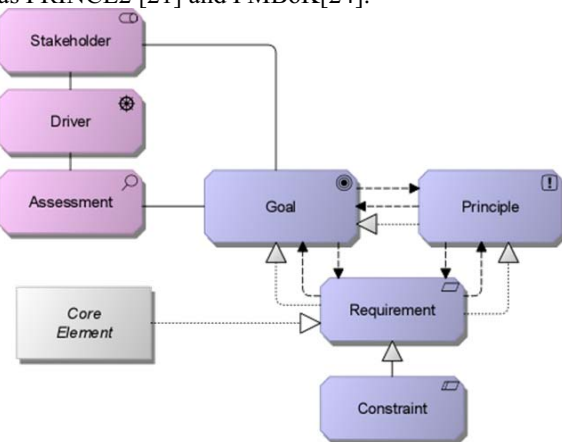 as PRINCE2 [21] and PMBoK[24].
Stakeholder
Driver
Assessment
Goal
Principle
Core
Element
Requirement
Constraint